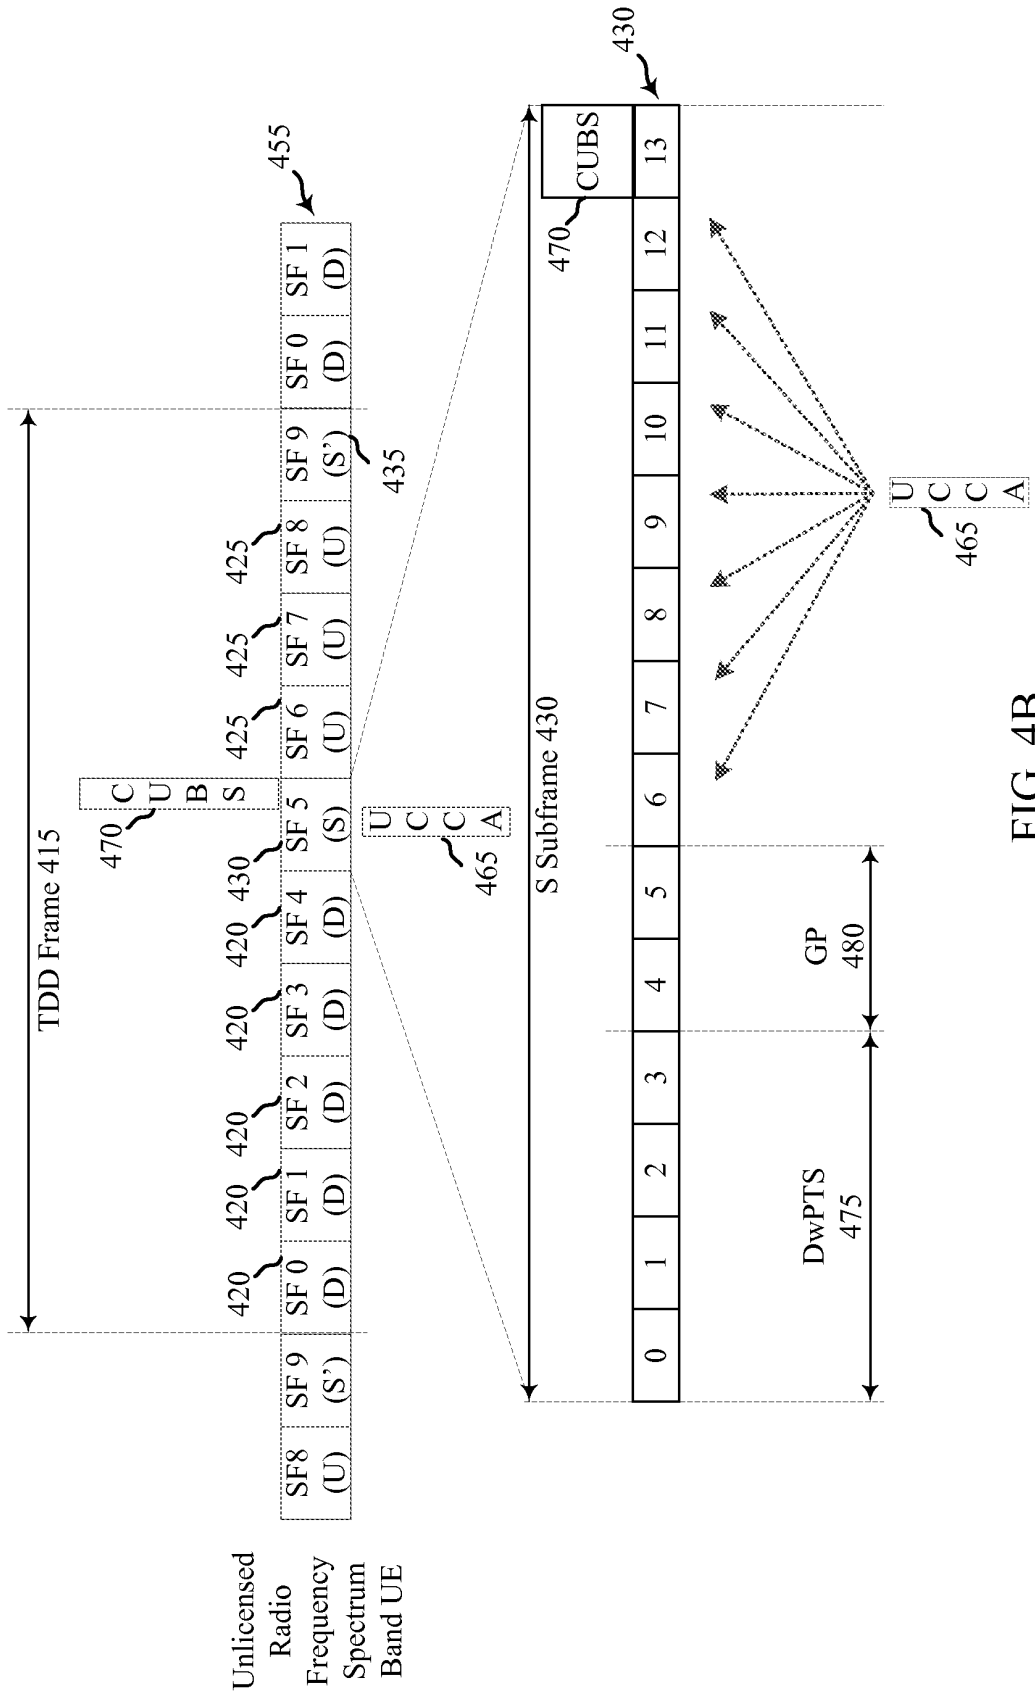 TDD Frame 415
470
C
U
B
S
420
420
420
420
420
430
425
425
425
455
Unlicensed
Radio
Frequency
Spectrum
Band UE
SF8
(U)
SF 9
(S’)
SF 0
(D)
SF 1
(D)
SF 2
(D)
SF 3
(D)
SF 4
(D)
SF 5
(S)
SF 6
(U)
SF 7
(U)
SF 8
(U)
SF 9
(S’)
SF 0
(D)
SF 1
(D)
435
465
U
C
C
A
S Subframe 430
470
CUBS
430
0
1
2
3
4
5
6
7
8
9
10
11
12
13
DwPTS
475
GP
480
465
U
C
C
A
FIG. 4B